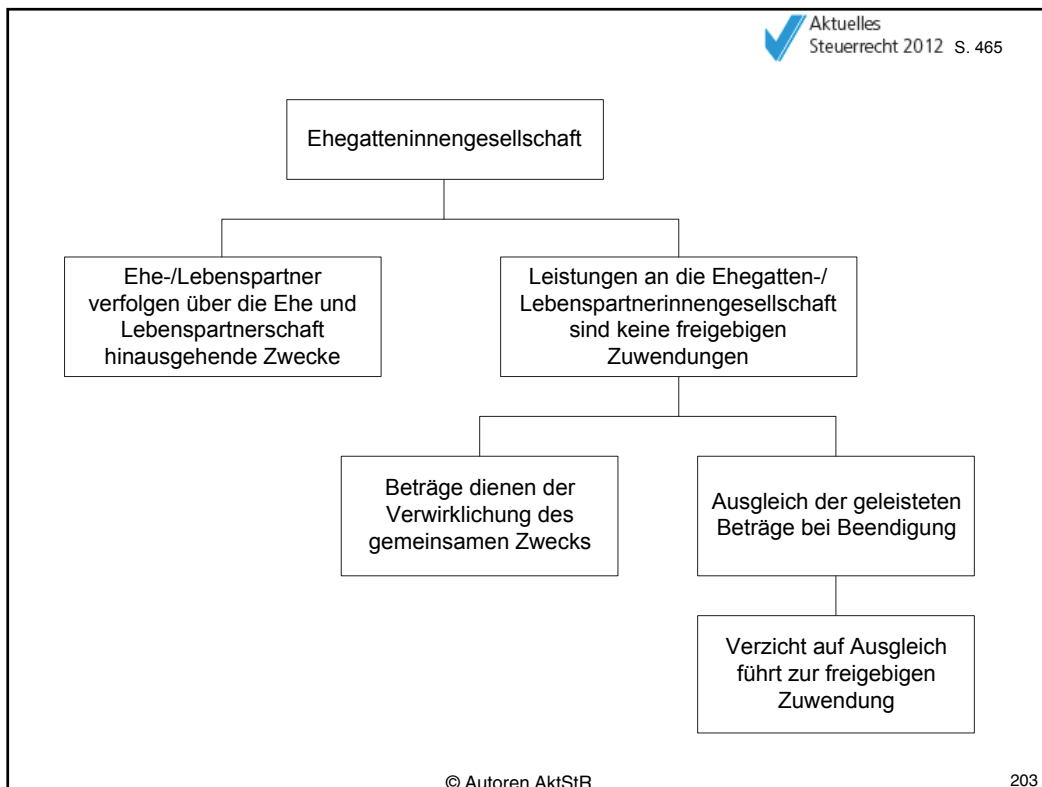 Aktuelles
Steuerrecht 2012 S. 465
Ehegatteninnengesellschaft
Ehe-/Lebenspartner
verfolgen über die Ehe und
Lebenspartnerschaft
hinausgehende Zwecke
Leistungen an die Ehegatten-/
Lebenspartnerinnengesellschaft
sind keine freigebigen
Zuwendungen
Beträge dienen der
Verwirklichung des
gemeinsamen Zwecks
Ausgleich der geleisteten
Beträge bei Beendigung
Verzicht auf Ausgleich
führt zur freigebigen
Zuwendung
© Autoren AktStR
203